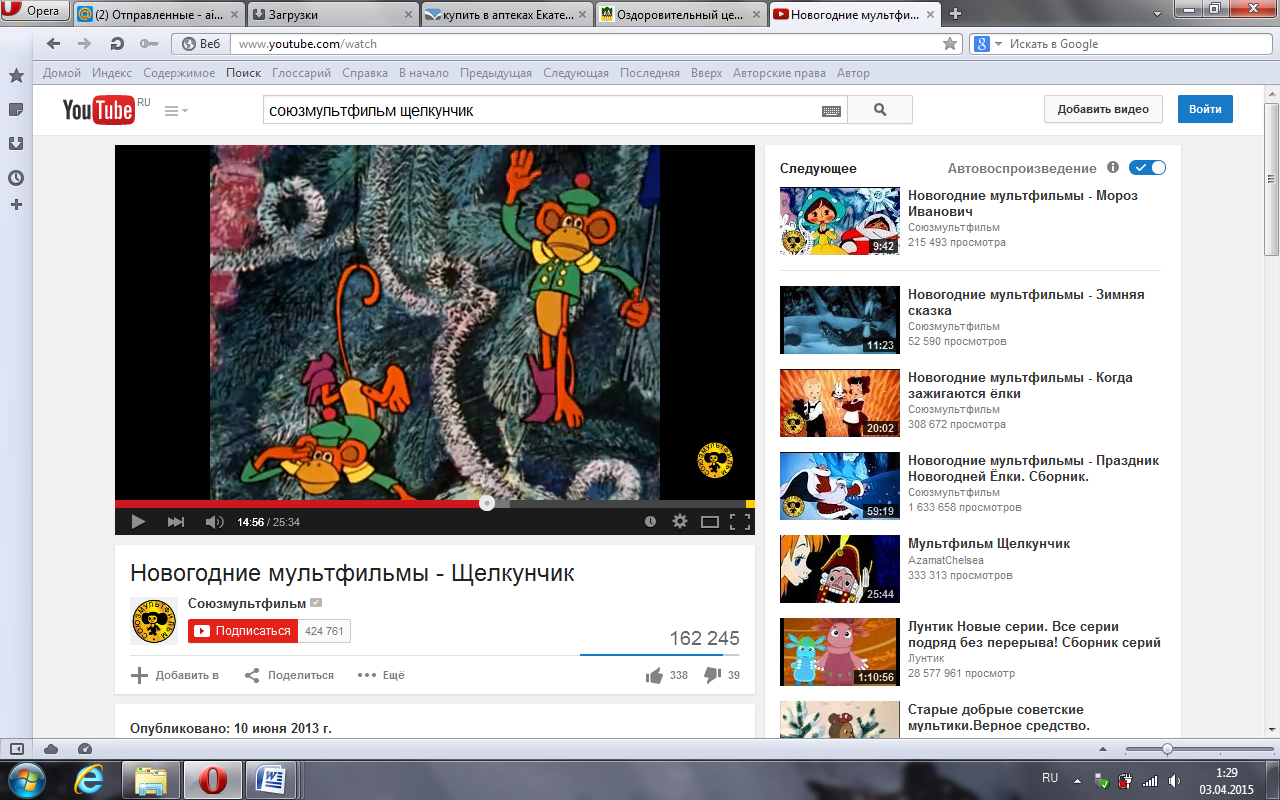 Opera
(2) Отправленные - ai...
Загрузки
купить в аптеках Екате...
Оздоровительный це...
Новогодние мультфи...
Веб
www.youtube.com/watch
Искать в Google
Домой Индекс Содержимое Поиск Глоссарий Справка В начало Предыдущая Следующая Последняя Вверх Авторские права Автор
YouTube RU
союзмультфильм щелкунчик
Добавить видео
Войти
СОЮЗМУЛЬТФИЛЬМ
14:56 / 25:34
Новогодние мультфильмы - Щелкунчик
СОЮЗМУЛЬТФИЛЬМ
Союзмультфильм
Подписаться 424 761
162 245
Добавить в Поделиться Ещё
338 39
Опубликовано: 10 июня 2013 г.
Следующее
Автовоспроизведение
9:42
Новогодние мультфильмы - Мороз
Иванович
Союзмультфильм
215 493 просмотра
11:23
Новогодние мультфильмы - Зимняя
сказка
Союзмультфильм
52 590 просмотров
20:02
Новогодние мультфильмы - Когда
зажигаются ёлки
Союзмультфильм
308 672 просмотра
59:19
Новогодние мультфильмы - Праздник
Новогодней Ёлки. Сборник.
Союзмультфильм
1 633 658 просмотров
25:44
Мультфильм Щелкунчик
AzamatChelsea
333 313 просмотров
1:10:56
Лунтик Новые серии. Все серии
подряд без перерыва! Сборник серий
Лунтик
28 577 961 просмотр
Старые добрые советские
мультики.Верное средство.
RU
1:29
03.04.2015